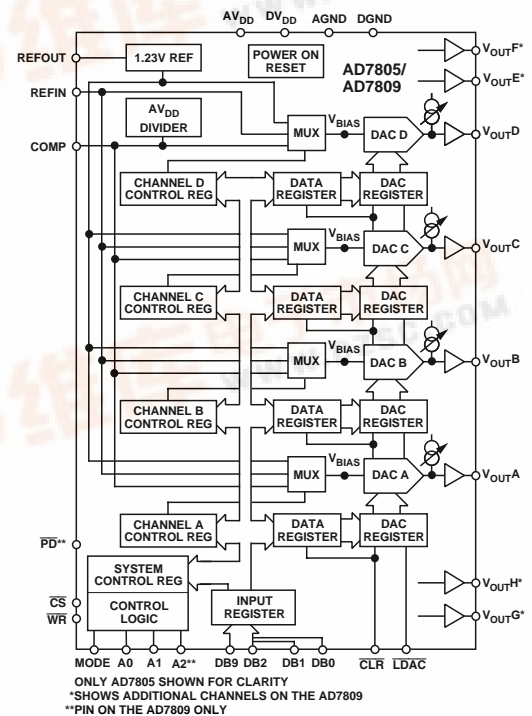 AVDD DVDD AGND DGND
REFOUT
1.23V REF
POWER ON
RESET
AD7805/
AD7809
VOUTF*
VOUTE*
REFIN
AVDD
DIVIDER
COMP
MUX
VBIAS
DAC D
VOUTD
CHANNEL D
CONTROL REG
DATA
REGISTER
DAC
REGISTER
MUX
VBIAS
DAC C
VOUTC
CHANNEL C
CONTROL REG
DATA
REGISTER
DAC
REGISTER
MUX
VBIAS
DAC B
VOUTB
CHANNEL B
CONTROL REG
DATA
REGISTER
DAC
REGISTER
MUX
VBIAS
DAC A
VOUTA
CHANNEL A
CONTROL REG
DATA
REGISTER
DAC
REGISTER
PD**
SYSTEM
CONTROL REG
CONTROL
LOGIC
INPUT
REGISTER
VOUTH*
VOUTG*
CS
WR
MODE A0 A1 A2** DB9 DB2 DB1 DB0 CLR LDAC
ONLY AD7805 SHOWN FOR CLARITY
*SHOWS ADDITIONAL CHANNELS ON THE AD7809
**PIN ON THE AD7809 ONLY